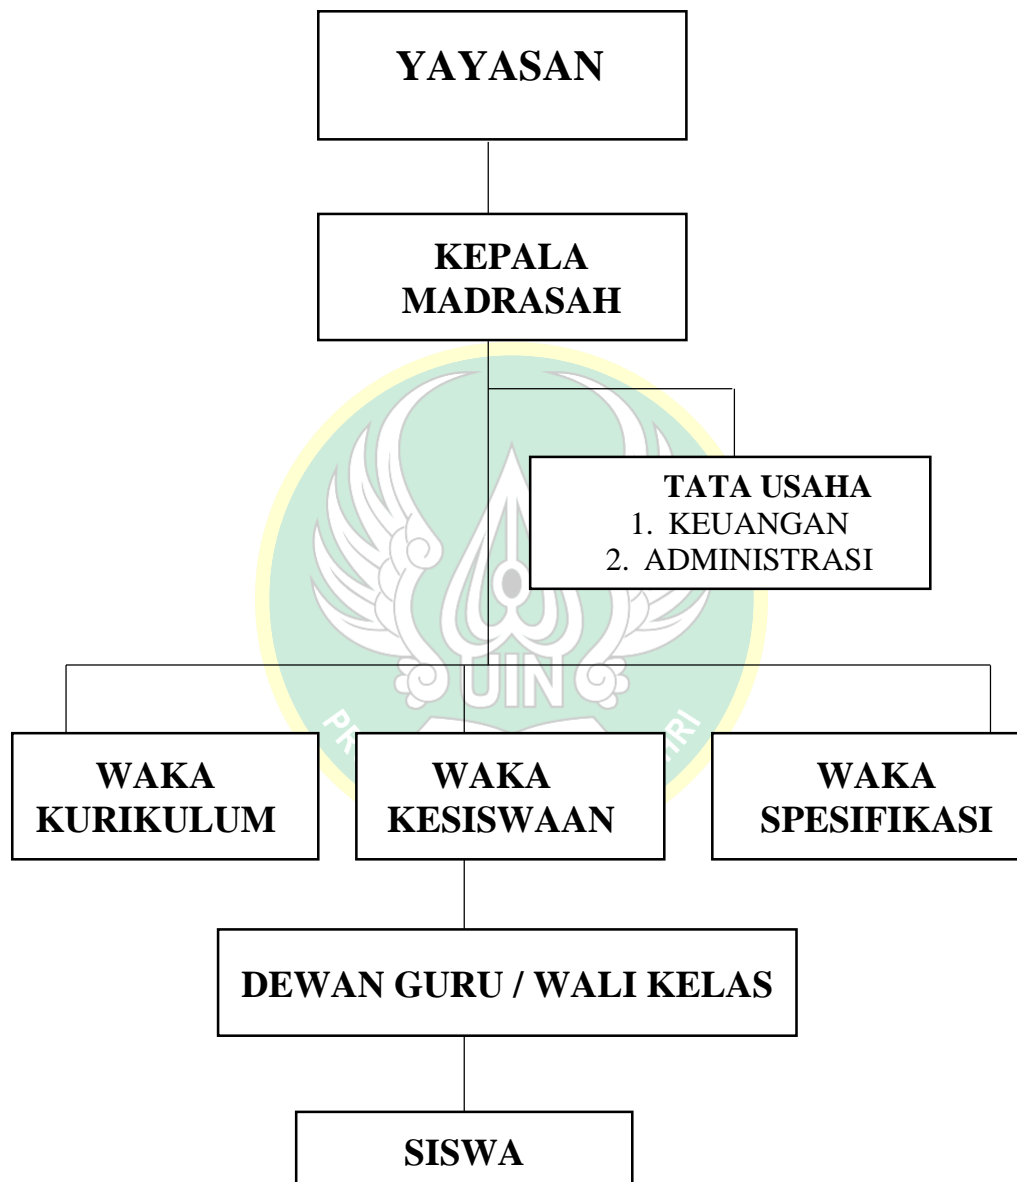 YAYASAN
KEPALA
MADRASAH
TATA USAHA
1. KEUANGAN
2. ADMINISTRASI
UIN
WAKA
KURIKULUM
WAKA
KESISWAAN
WAKA
SPESIFIKASI
DEWAN GURU / WALI KELAS
SISWA